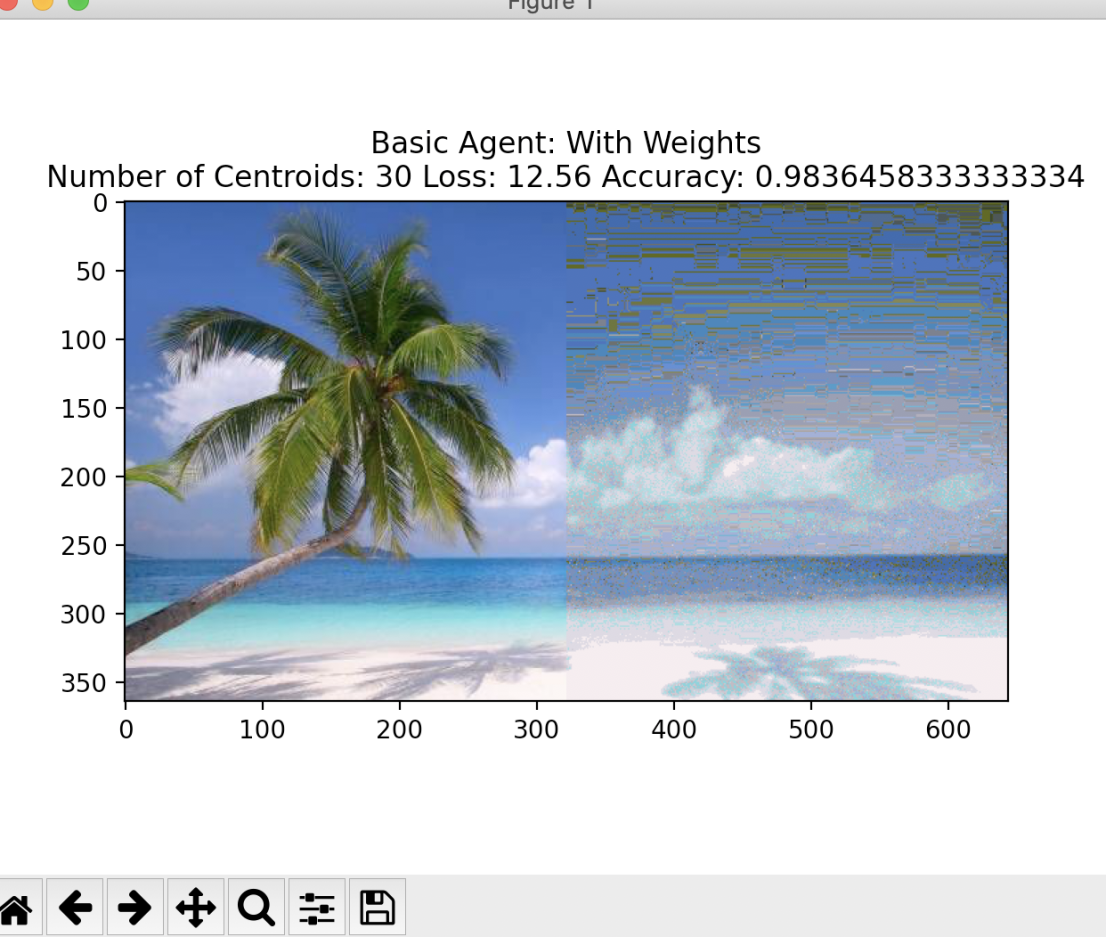 Figure 1
Basic Agent: With Weights
Number of Centroids: 30 Loss: 12.56 Accuracy: 0.9836458333333334
0
50
100
150
200
250
300
350
0 100 200 300 400 500 600